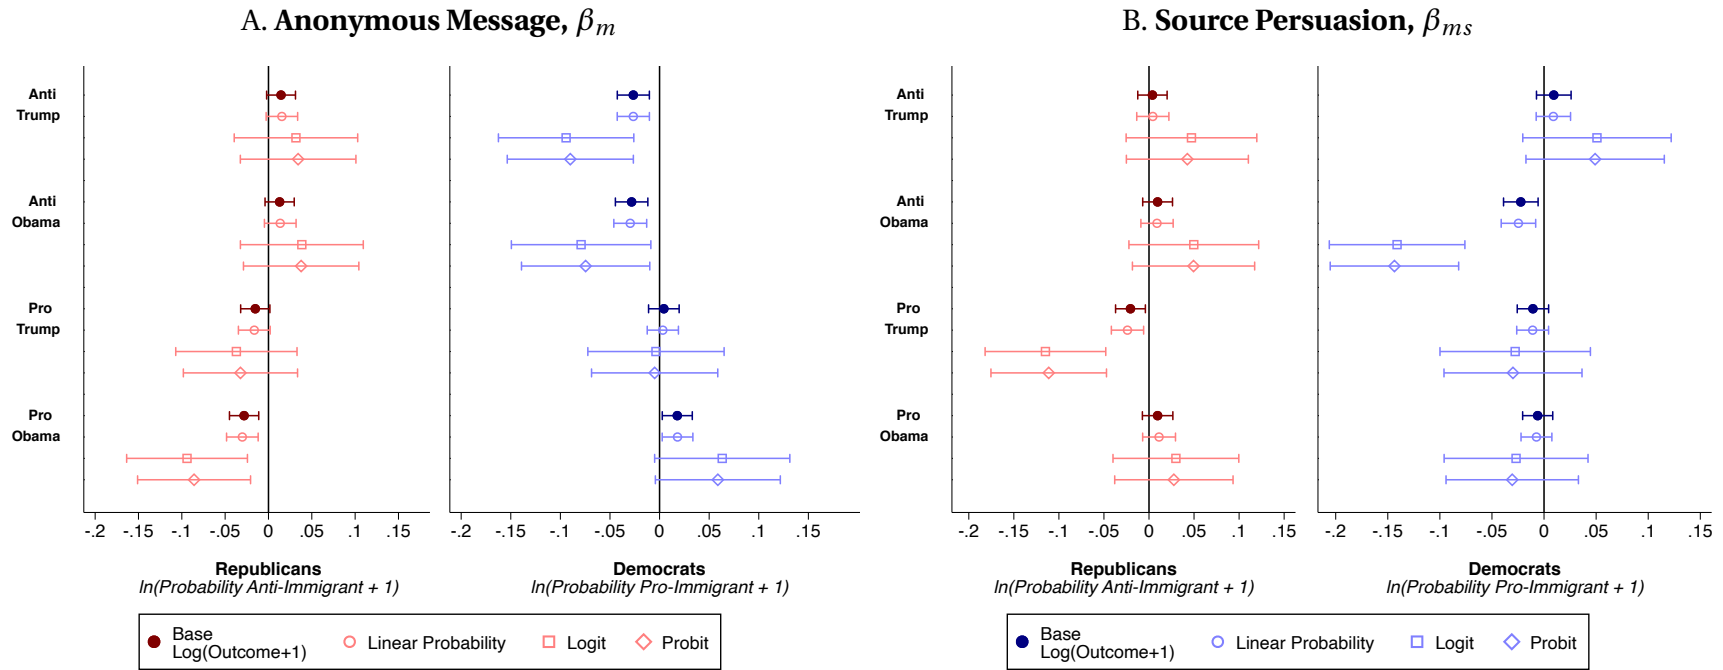 A. Anonymous Message, βm
B. Source Persuasion, βms
Anti
Trump
Anti
Obama
Pro
Trump
Pro
Obama
-.2 -.15 -.1 -.05 0 .05 .1 .15
Republicans
ln(Probability Anti-Immigrant + 1)
-.2 -.15 -.1 -.05 0 .05 .1 .15
Democrats
ln(Probability Pro-Immigrant + 1)
Base
Log(Outcome+1)
Linear Probability
Logit
Probit
Anti
Trump
Anti
Obama
Pro
Trump
Pro
Obama
-.2 -.15 -.1 -.05 0 .05 .1 .15
Republicans
ln(Probability Anti-Immigrant + 1)
-.2 -.15 -.1 -.05 0 .05 .1 .15
Democrats
ln(Probability Pro-Immigrant + 1)
Base
Log(Outcome+1)
Linear Probability
Logit
Probit